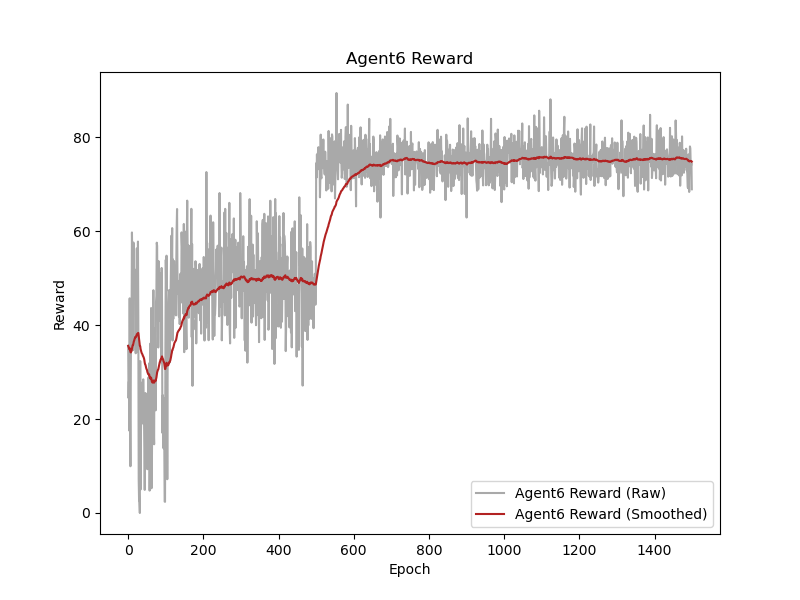 Agent6 Reward
Reward
80
60
40
20
0
Agent6 Reward (Raw)
Agent6 Reward (Smoothed)
0 200 400 600 800 1000 1200 1400
Epoch